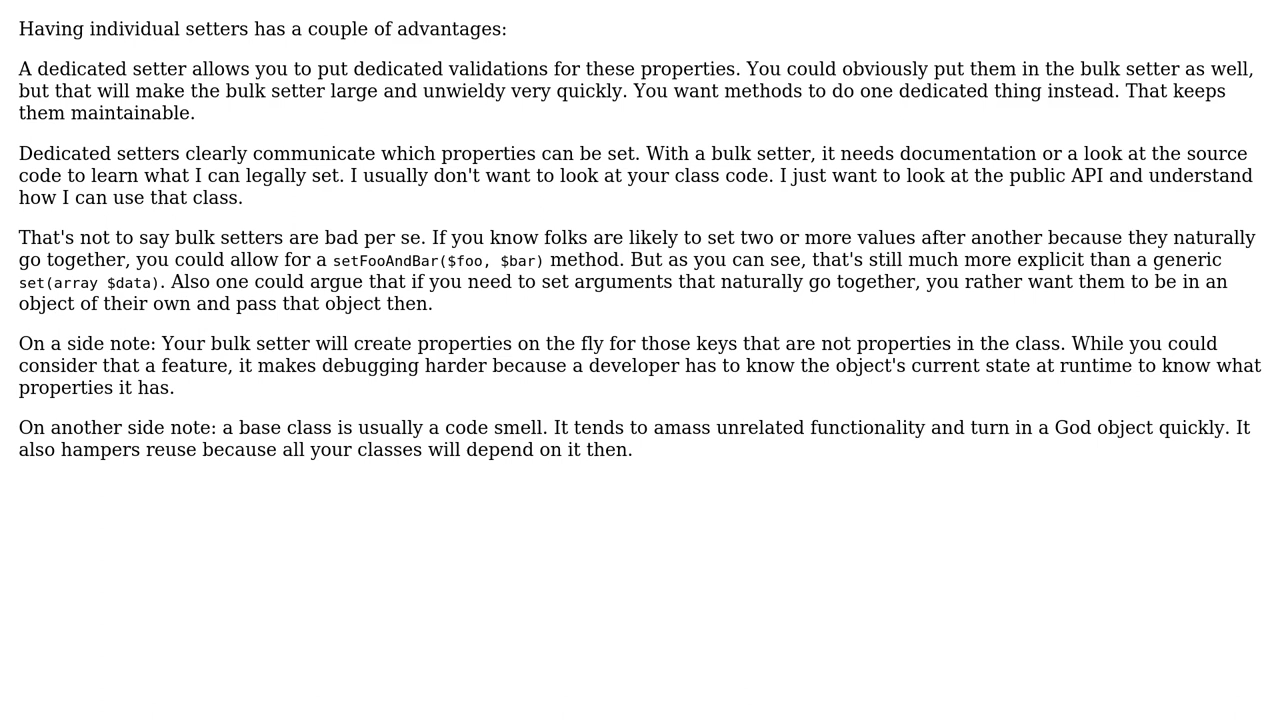 Having individual setters has a couple of advantages:
A dedicated setter allows you to put dedicated validations for these properties. You could obviously put them in the bulk setter as well,
but that will make the bulk setter large and unwieldy very quickly. You want methods to do one dedicated thing instead. That keeps
them maintainable.
Dedicated setters clearly communicate which properties can be set. With a bulk setter, it needs documentation or a look at the source
code to learn what I can legally set. I usually don't want to look at your class code. I just want to look at the public API and understand
how I can use that class.
That's not to say bulk setters are bad per se. If you know folks are likely to set two or more values after another because they naturally
go together, you could allow for a setFooAndBar($foo, $bar) method. But as you can see, that's still much more explicit than a generic
set(array $data). Also one could argue that if you need to set arguments that naturally go together, you rather want them to be in an
object of their own and pass that object then.
On a side note: Your bulk setter will create properties on the fly for those keys that are not properties in the class. While you could
consider that a feature, it makes debugging harder because a developer has to know the object's current state at runtime to know what
properties it has.
On another side note: a base class is usually a code smell. It tends to amass unrelated functionality and turn in a God object quickly. It
also hampers reuse because all your classes will depend on it then.